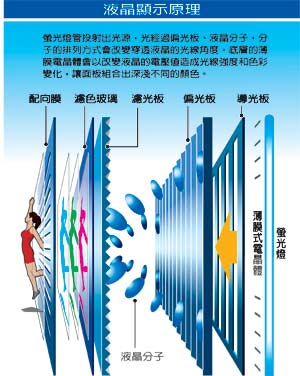 液晶顯示原理
螢光燈管投射出光源，光經過偏光板、液晶分子，分
子的排列方式會改變穿透液晶的光線角度。底層的薄
膜電晶體會以改變液晶的電壓值造成光線強度和色彩
變化，讓面板組合出深淺不同的顏色。
配向膜 濾色玻璃 濾光板 偏光板 導光板
薄膜式電晶體
螢光燈
液晶分子